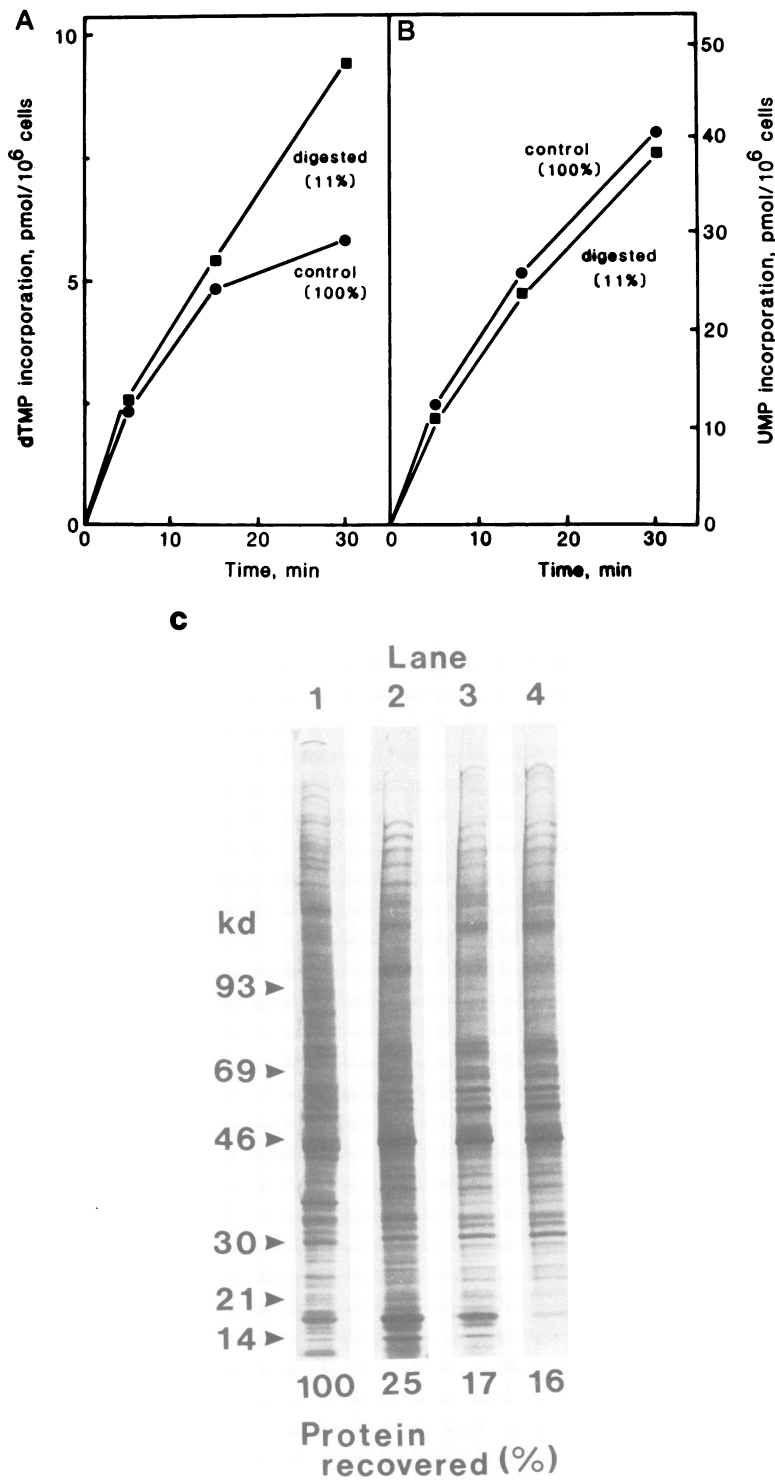 A
B
10
5
0
dTMP incorporation, pmol/10⁶ cells
digested
(11%)
control
(100%)
0 10 20 30
Time, min
control
(100%)
digested
(11%)
50
40
30
20
10
0
UMP incorporation, pmol/10⁶ cells
0 10 20 30
Time, min
C
Lane
1 2 3 4
kd
93
69
46
30
21
14
100 25 17 16
Protein
recovered (%)